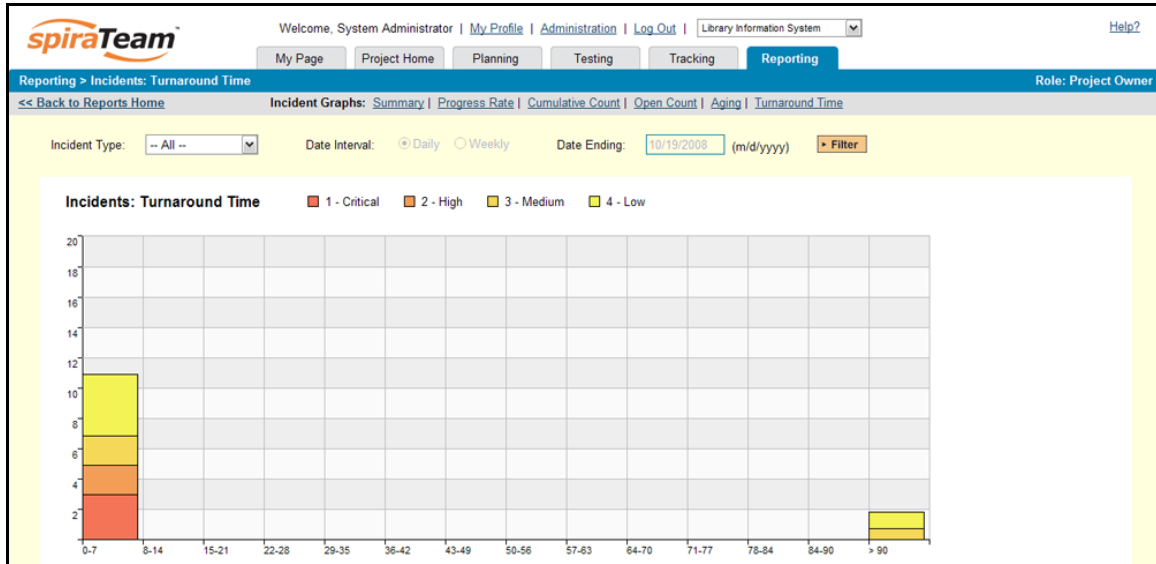 spiraTeam™
Welcome, System Administrator | My Profile | Administration | Log Out | Library Information System
Help?
My Page Project Home Planning Testing Tracking Reporting
Reporting > Incidents: Turnaround Time
Role: Project Owner
<< Back to Reports Home
Incident Graphs: Summary | Progress Rate | Cumulative Count | Open Count | Aging | Turnaround Time
Incident Type: -- All -- Date Interval: Daily Weekly Date Ending: 10/19/2008 (m/d/yyyy) Filter
Incidents: Turnaround Time 1 - Critical 2 - High 3 - Medium 4 - Low
20
18
16
14
12
10
8
6
4
2
0-7 8-14 15-21 22-28 29-35 36-42 43-49 50-56 57-63 64-70 71-77 78-84 84-90 > 90